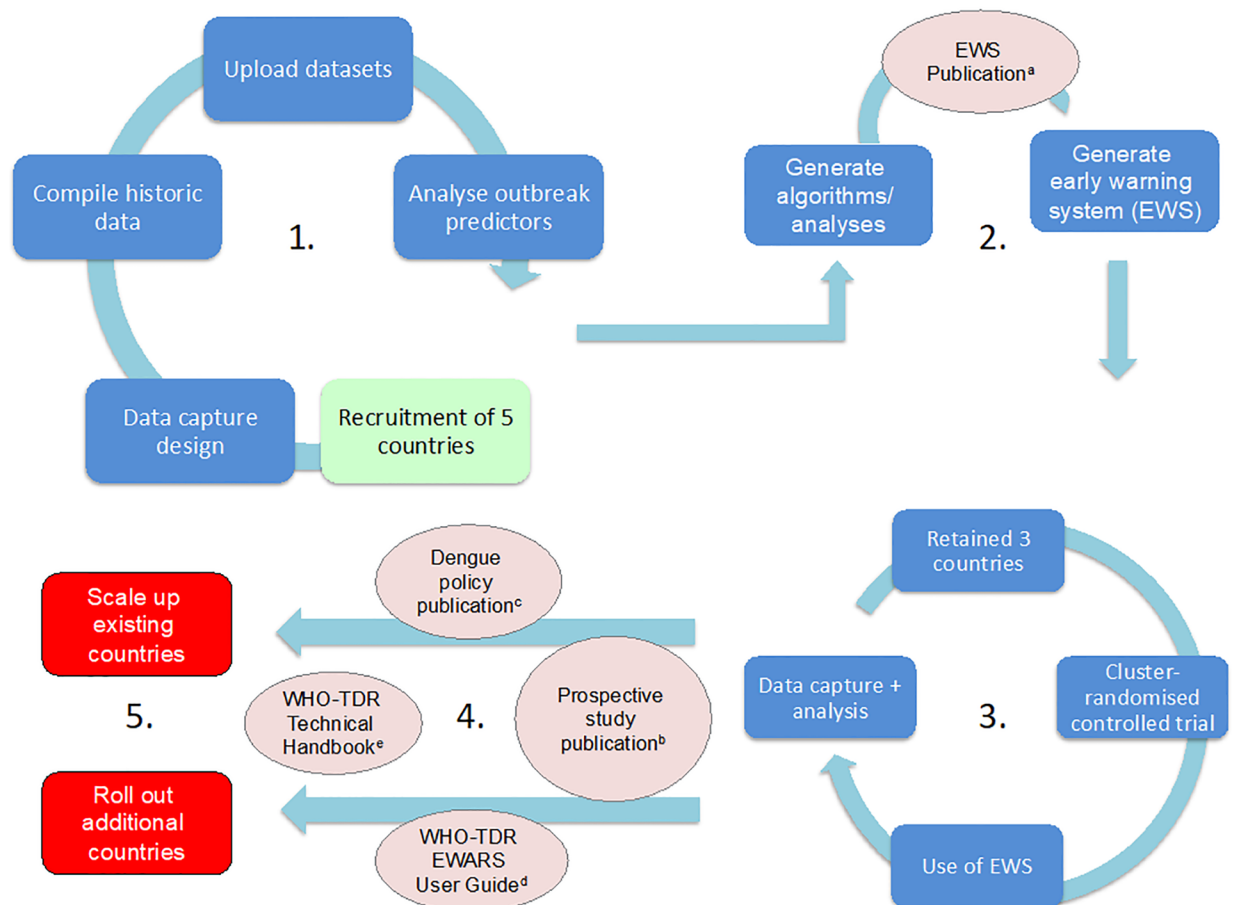 Upload datasets
Compile historic
data
Analyse outbreak
predictors
1.
Data capture
design
Recruitment of 5
countries
EWS
Publicationᵃ
Generate
algorithms/
analyses
Generate
early warning
system (EWS)
2.
Retained 3
countries
Cluster-
randomised
controlled trial
Data capture +
analysis
3.
Use of EWS
Prospective
study
publicationᵇ
4.
Dengue
policy
publicationᶜ
WHO-TDR
EWARS
User Guideᵈ
WHO-TDR
Technical
Handbookᵉ
5.
Scale up
existing
countries
Roll out
additional
countries